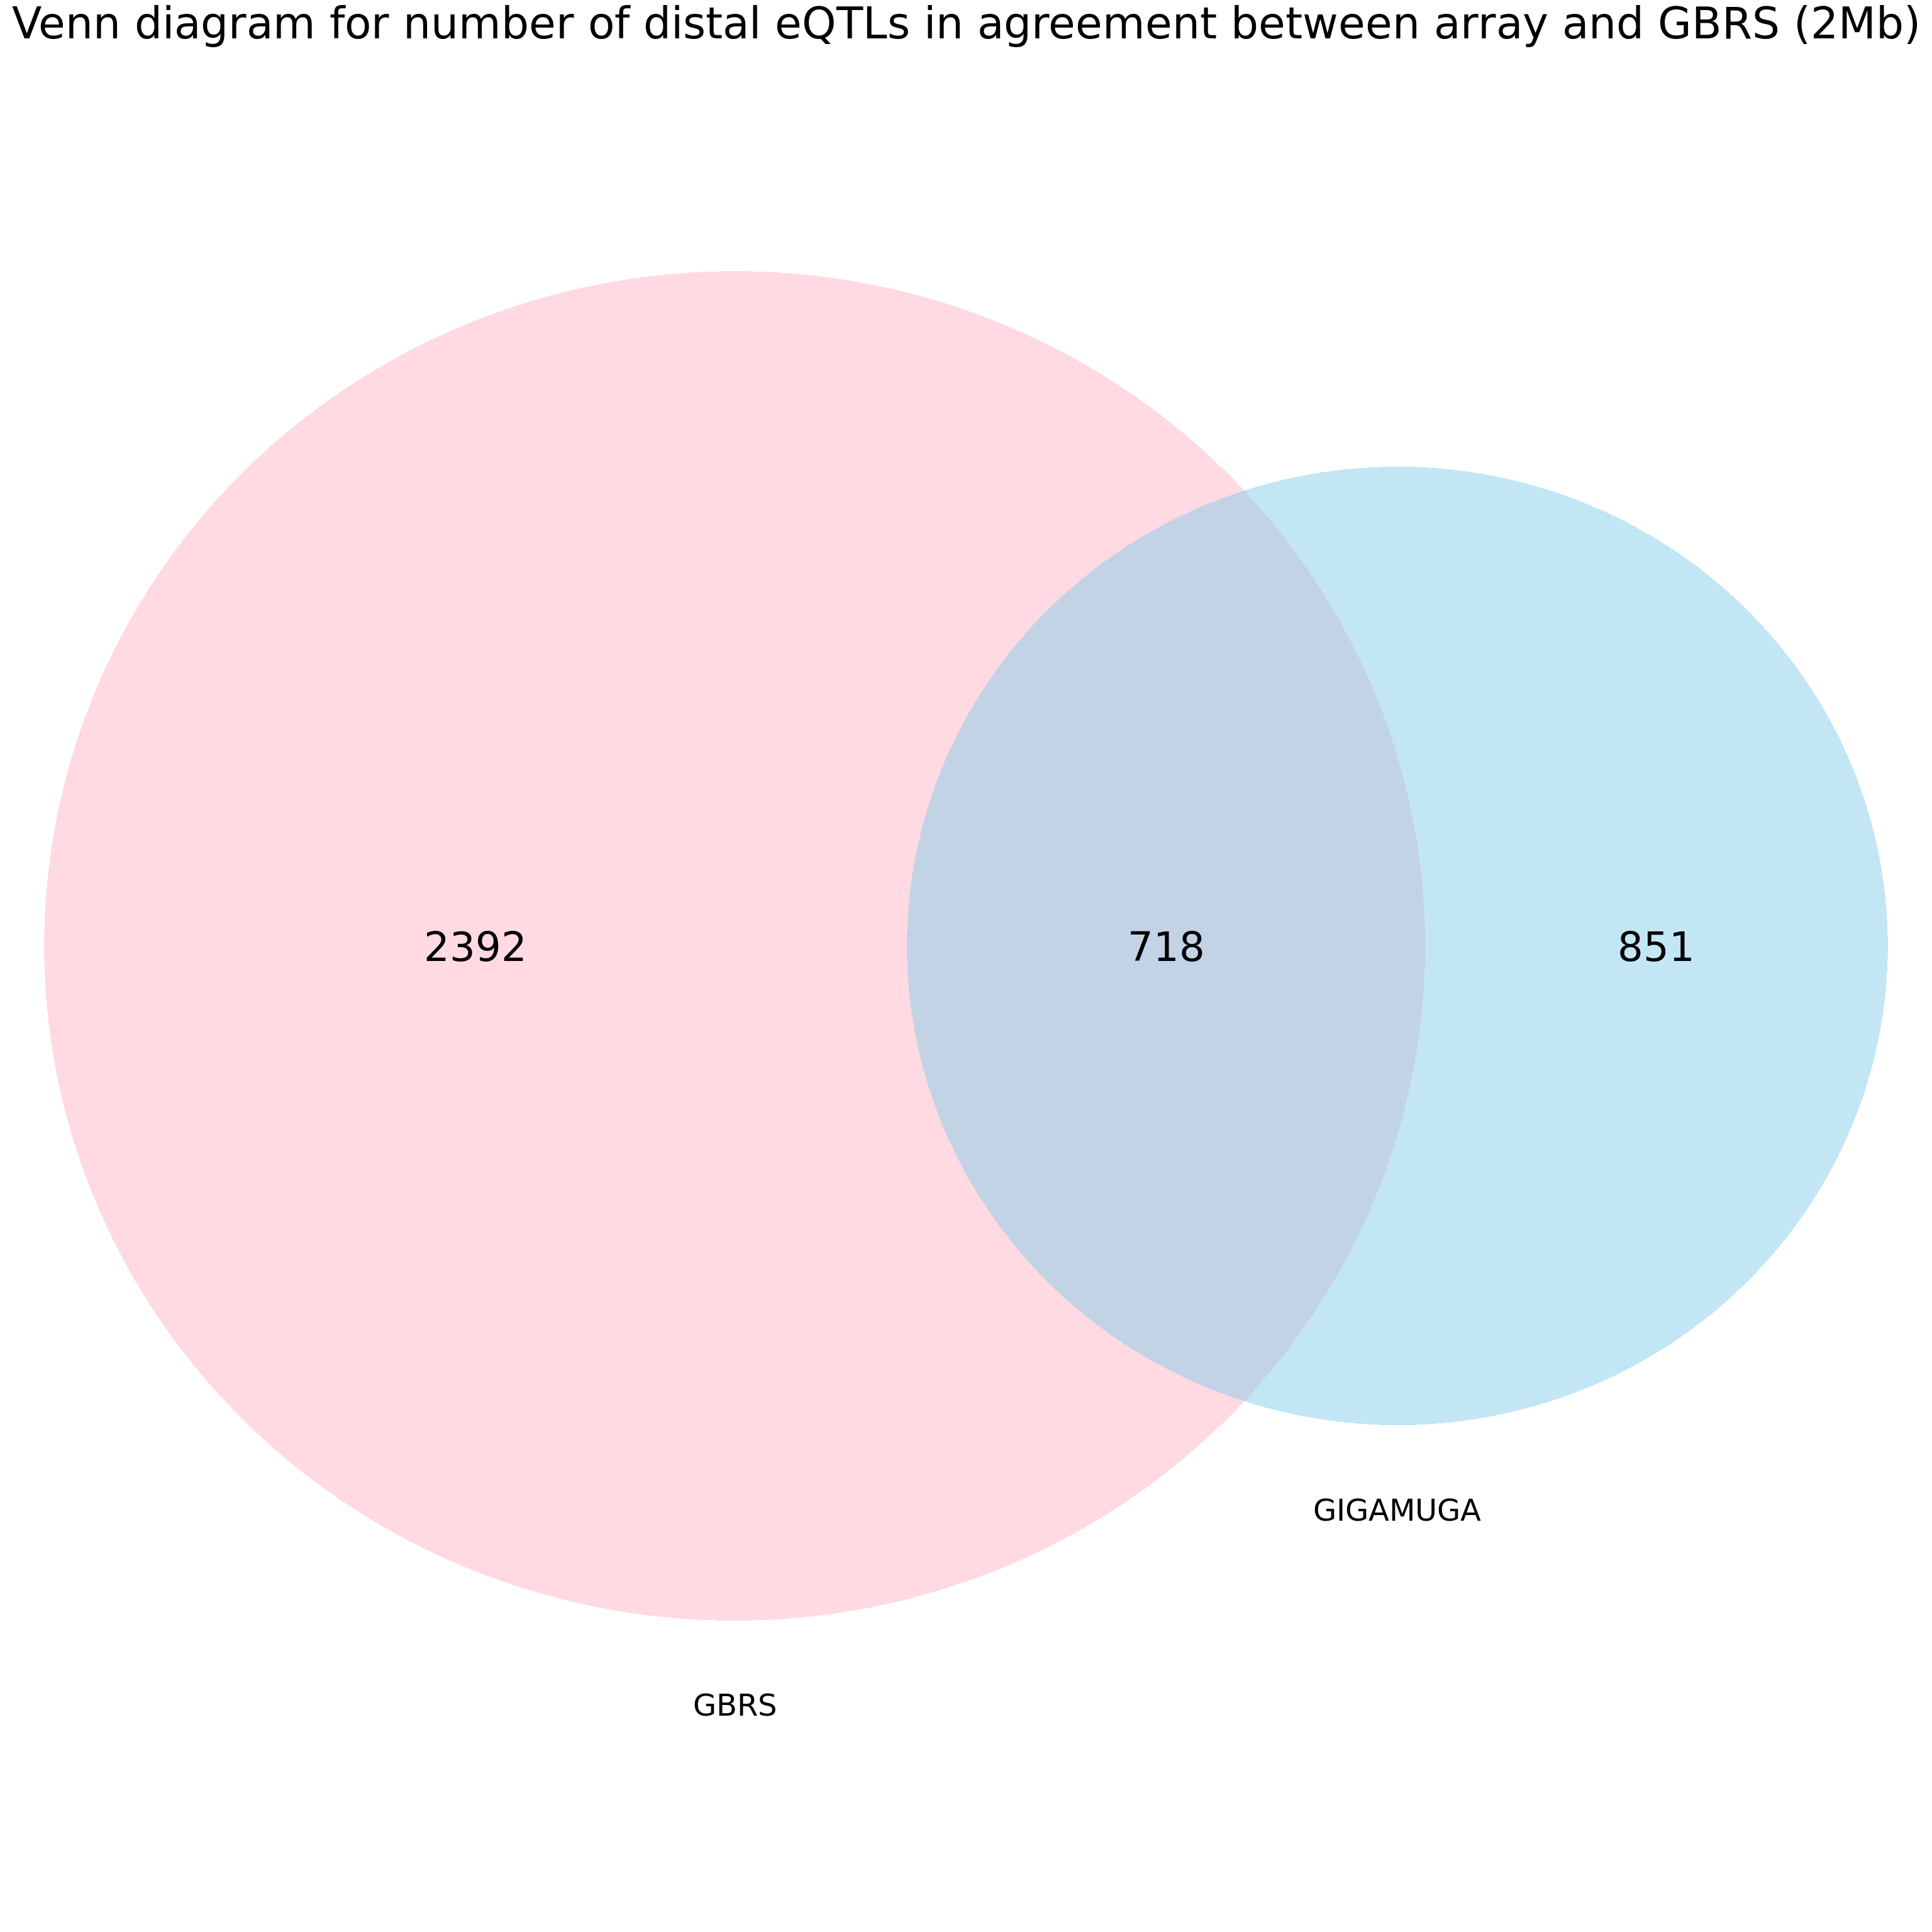 Venn diagram for number of distal eQTLs in agreement between array and GBRS (2Mb)
2392
718
851
GIGAMUGA
GBRS